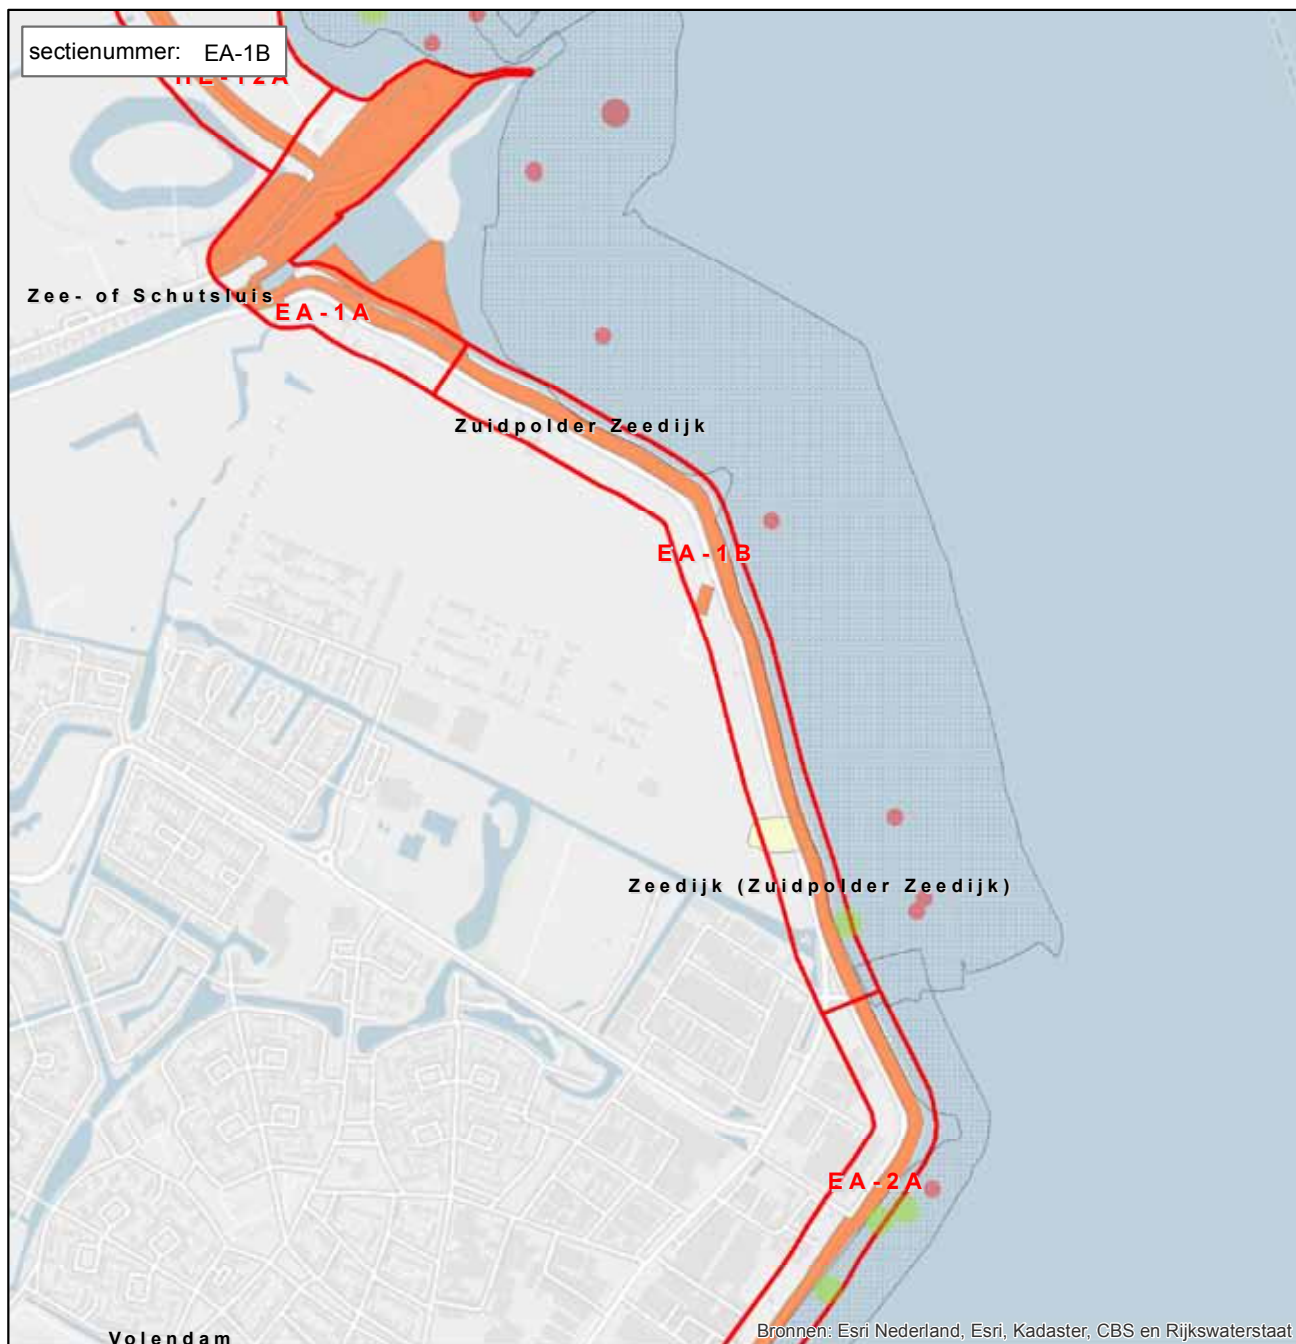 sectienummer: EA-1B
Zee- of Schutsluis
EA-1A
Zuidpolder Zeedijk
EA-1B
Zeedijk (Zuidpolder Zeedijk)
EA-2A
Volendam
Bronnen: Esri Nederland, Esri, Kadaster, CBS en Rijkswaterstaat